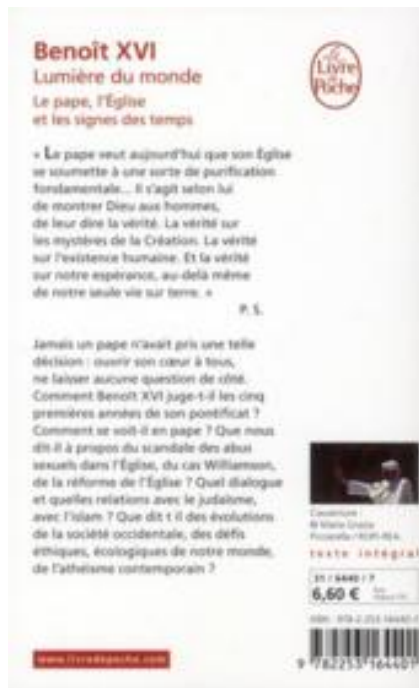 Benoît XVI
Lumière du monde
Le pape, l'Église
et les signes des temps
Le Livre de Poche
« Le pape veut aujourd'hui que son Église
se soumette à une sorte de purification
fondamentale... Il s'agit selon lui
de montrer Dieu aux hommes,
de leur dire la vérité. La vérité sur
les mystères de la Création. La vérité
sur l'existence humaine. Et la vérité
sur notre espérance, au-delà même
de notre seule vie sur terre. »
P. S.
Jamais un pape n'avait pris une telle
décision : ouvrir son cœur à tous,
ne laisser aucune question de côté.
Comment Benoît XVI juge-t-il les cinq
premières années de son pontificat ?
Comment se voit-il en pape ? Que nous
dit-il à propos du scandale des abus
sexuels dans l'Église, du cas Williamson,
de la réforme de l'Église ? Quel dialogue
et quelles relations avec le judaïsme,
avec l'islam ? Que dit t il des évolutions
de la société occidentale, des défis
éthiques, écologiques de notre monde,
de l'athéisme contemporain ?
Couverture :
texte intégral
31 / 6440 / 7
6,60 €
www.livredepoche.com
9 782253 164401